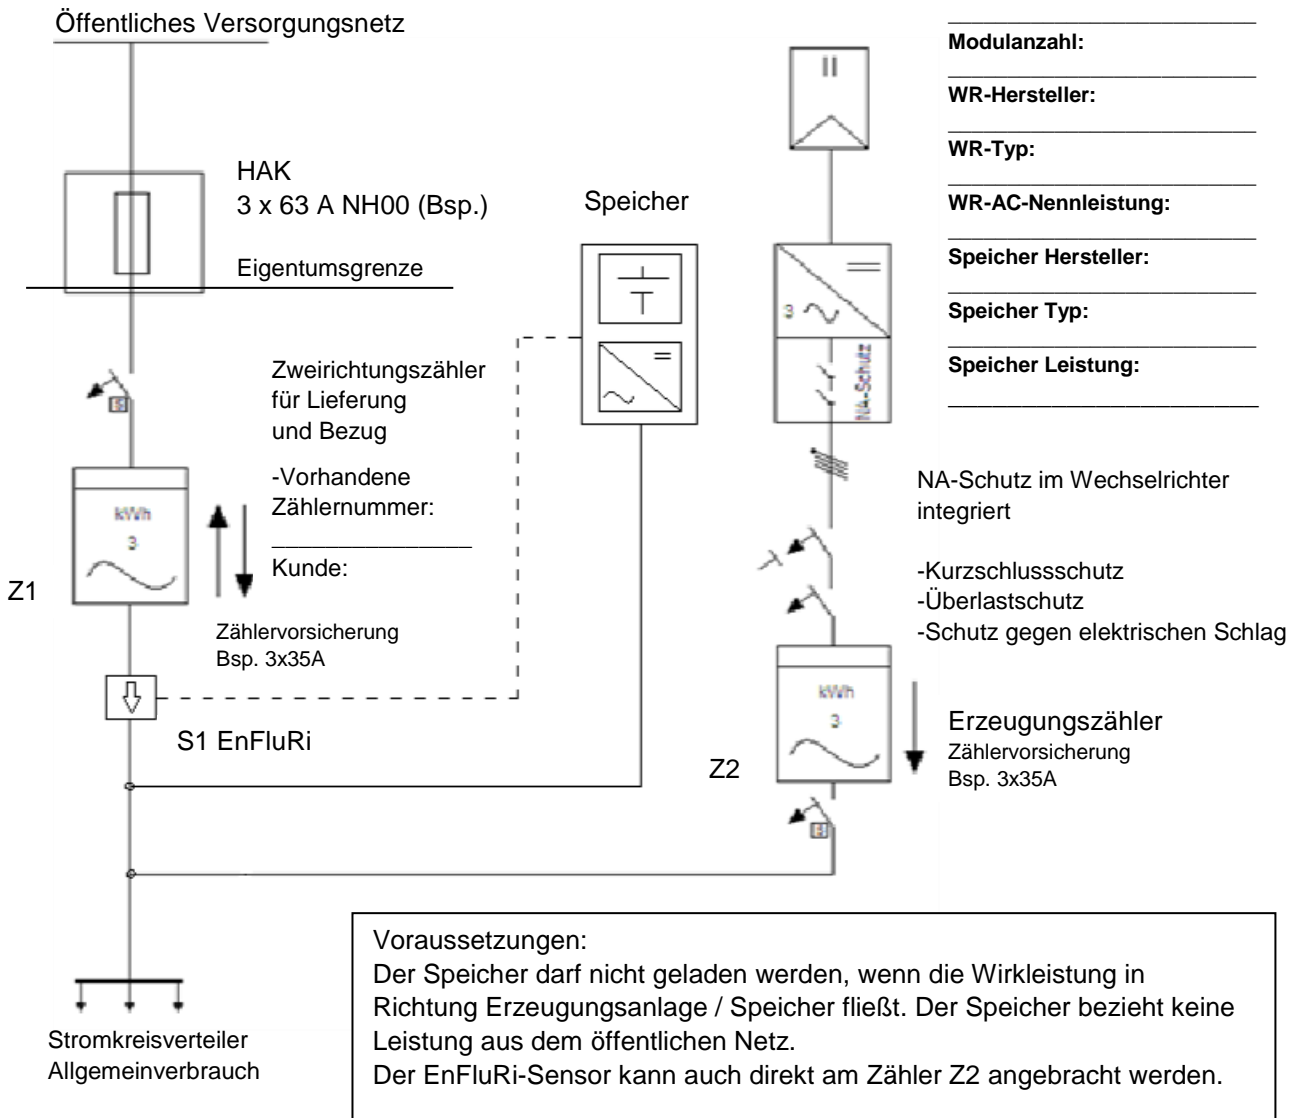 Öffentliches Versorgungsnetz
Modulanzahl:
WR-Hersteller:
WR-Typ:
WR-AC-Nennleistung:
Speicher Hersteller:
Speicher Typ:
Speicher Leistung:
HAK
3 x 63 A NH00 (Bsp.)
Eigentumsgrenze
Speicher
3
NA-Schutz
Zweirichtungszähler
für Lieferung
und Bezug
-Vorhandene
Zählernummer:
Kunde:
kWh
3
Z1
Zählervorsicherung
Bsp. 3x35A
S1 EnFluRi
NA-Schutz im Wechselrichter
integriert
-Kurzschlussschutz
-Überlastschutz
-Schutz gegen elektrischen Schlag
kWh
3
Z2
Erzeugungszähler
Zählervorsicherung
Bsp. 3x35A
Stromkreisverteiler
Allgemeinverbrauch
Voraussetzungen:
Der Speicher darf nicht geladen werden, wenn die Wirkleistung in
Richtung Erzeugungsanlage / Speicher fließt. Der Speicher bezieht keine
Leistung aus dem öffentlichen Netz.
Der EnFluRi-Sensor kann auch direkt am Zähler Z2 angebracht werden.